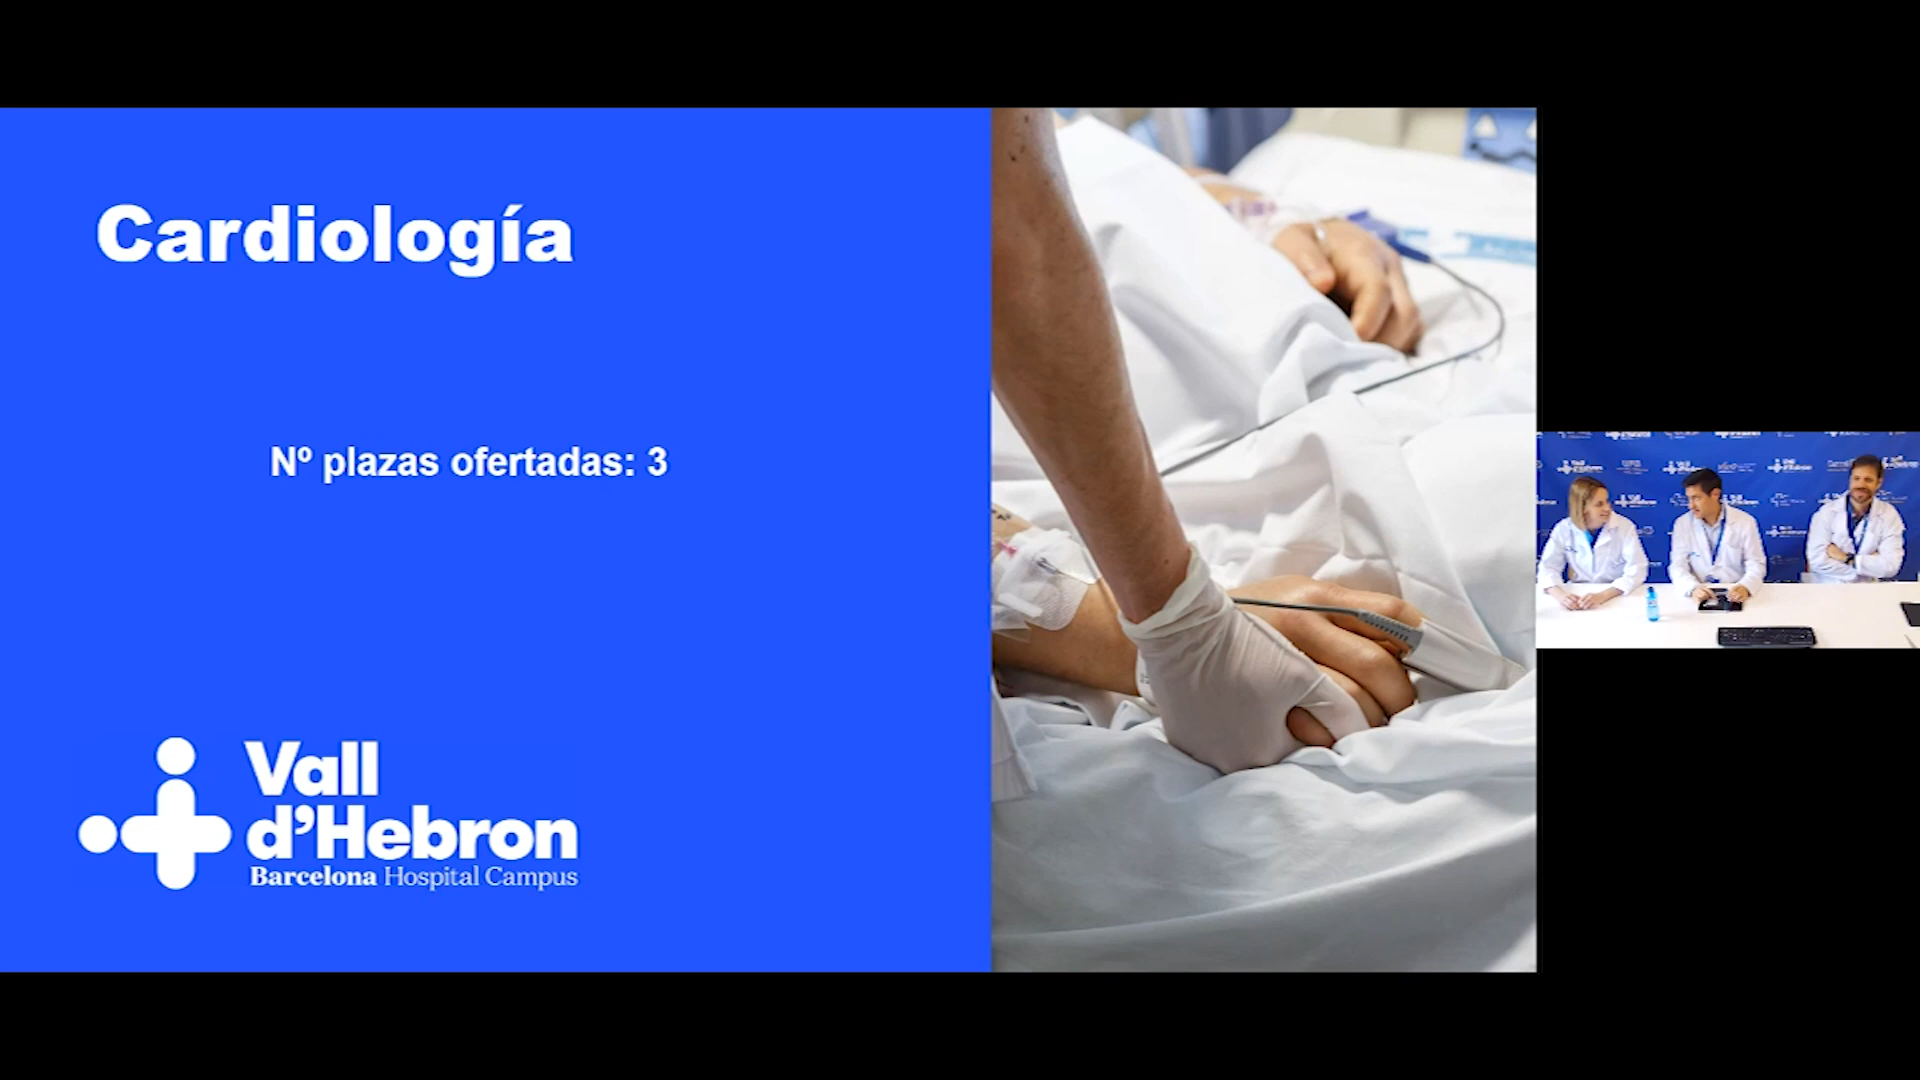 Cardiología
Nº plazas ofertadas: 3
Vall
d'Hebron
Barcelona Hospital Campus